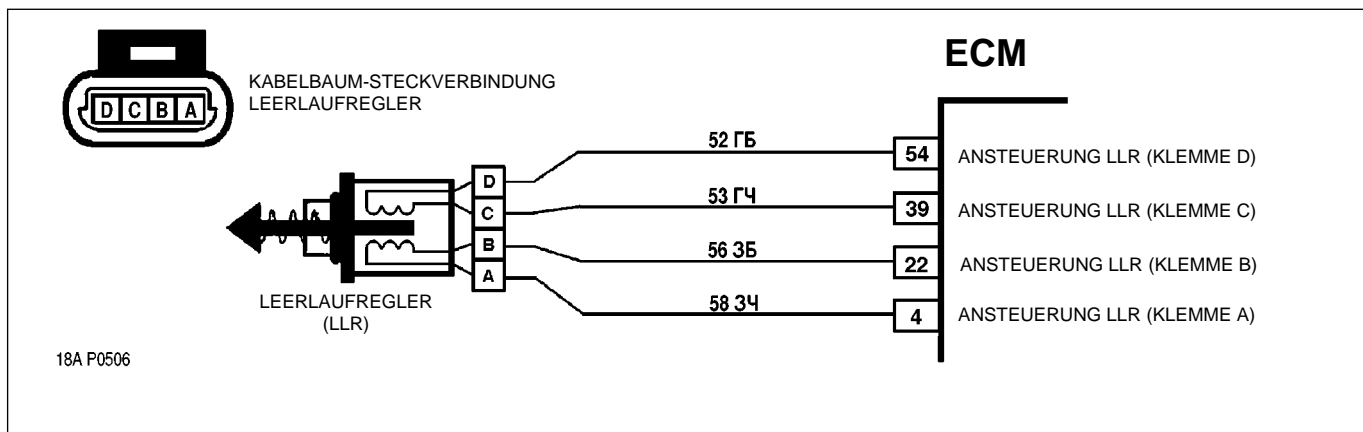 ECM
KABELBAUM-STECKVERBINDUNG
LEERLAUFREGLER
D C B A
52 ГБ
54 ANSTEUERUNG LLR (KLEMME D)
D
53 ГЧ
39 ANSTEUERUNG LLR (KLEMME C)
C
56 ЗБ
22 ANSTEUERUNG LLR (KLEMME B)
B
58 ЗЧ
4 ANSTEUERUNG LLR (KLEMME A)
A
LEERLAUFREGLER
(LLR)
18A P0506